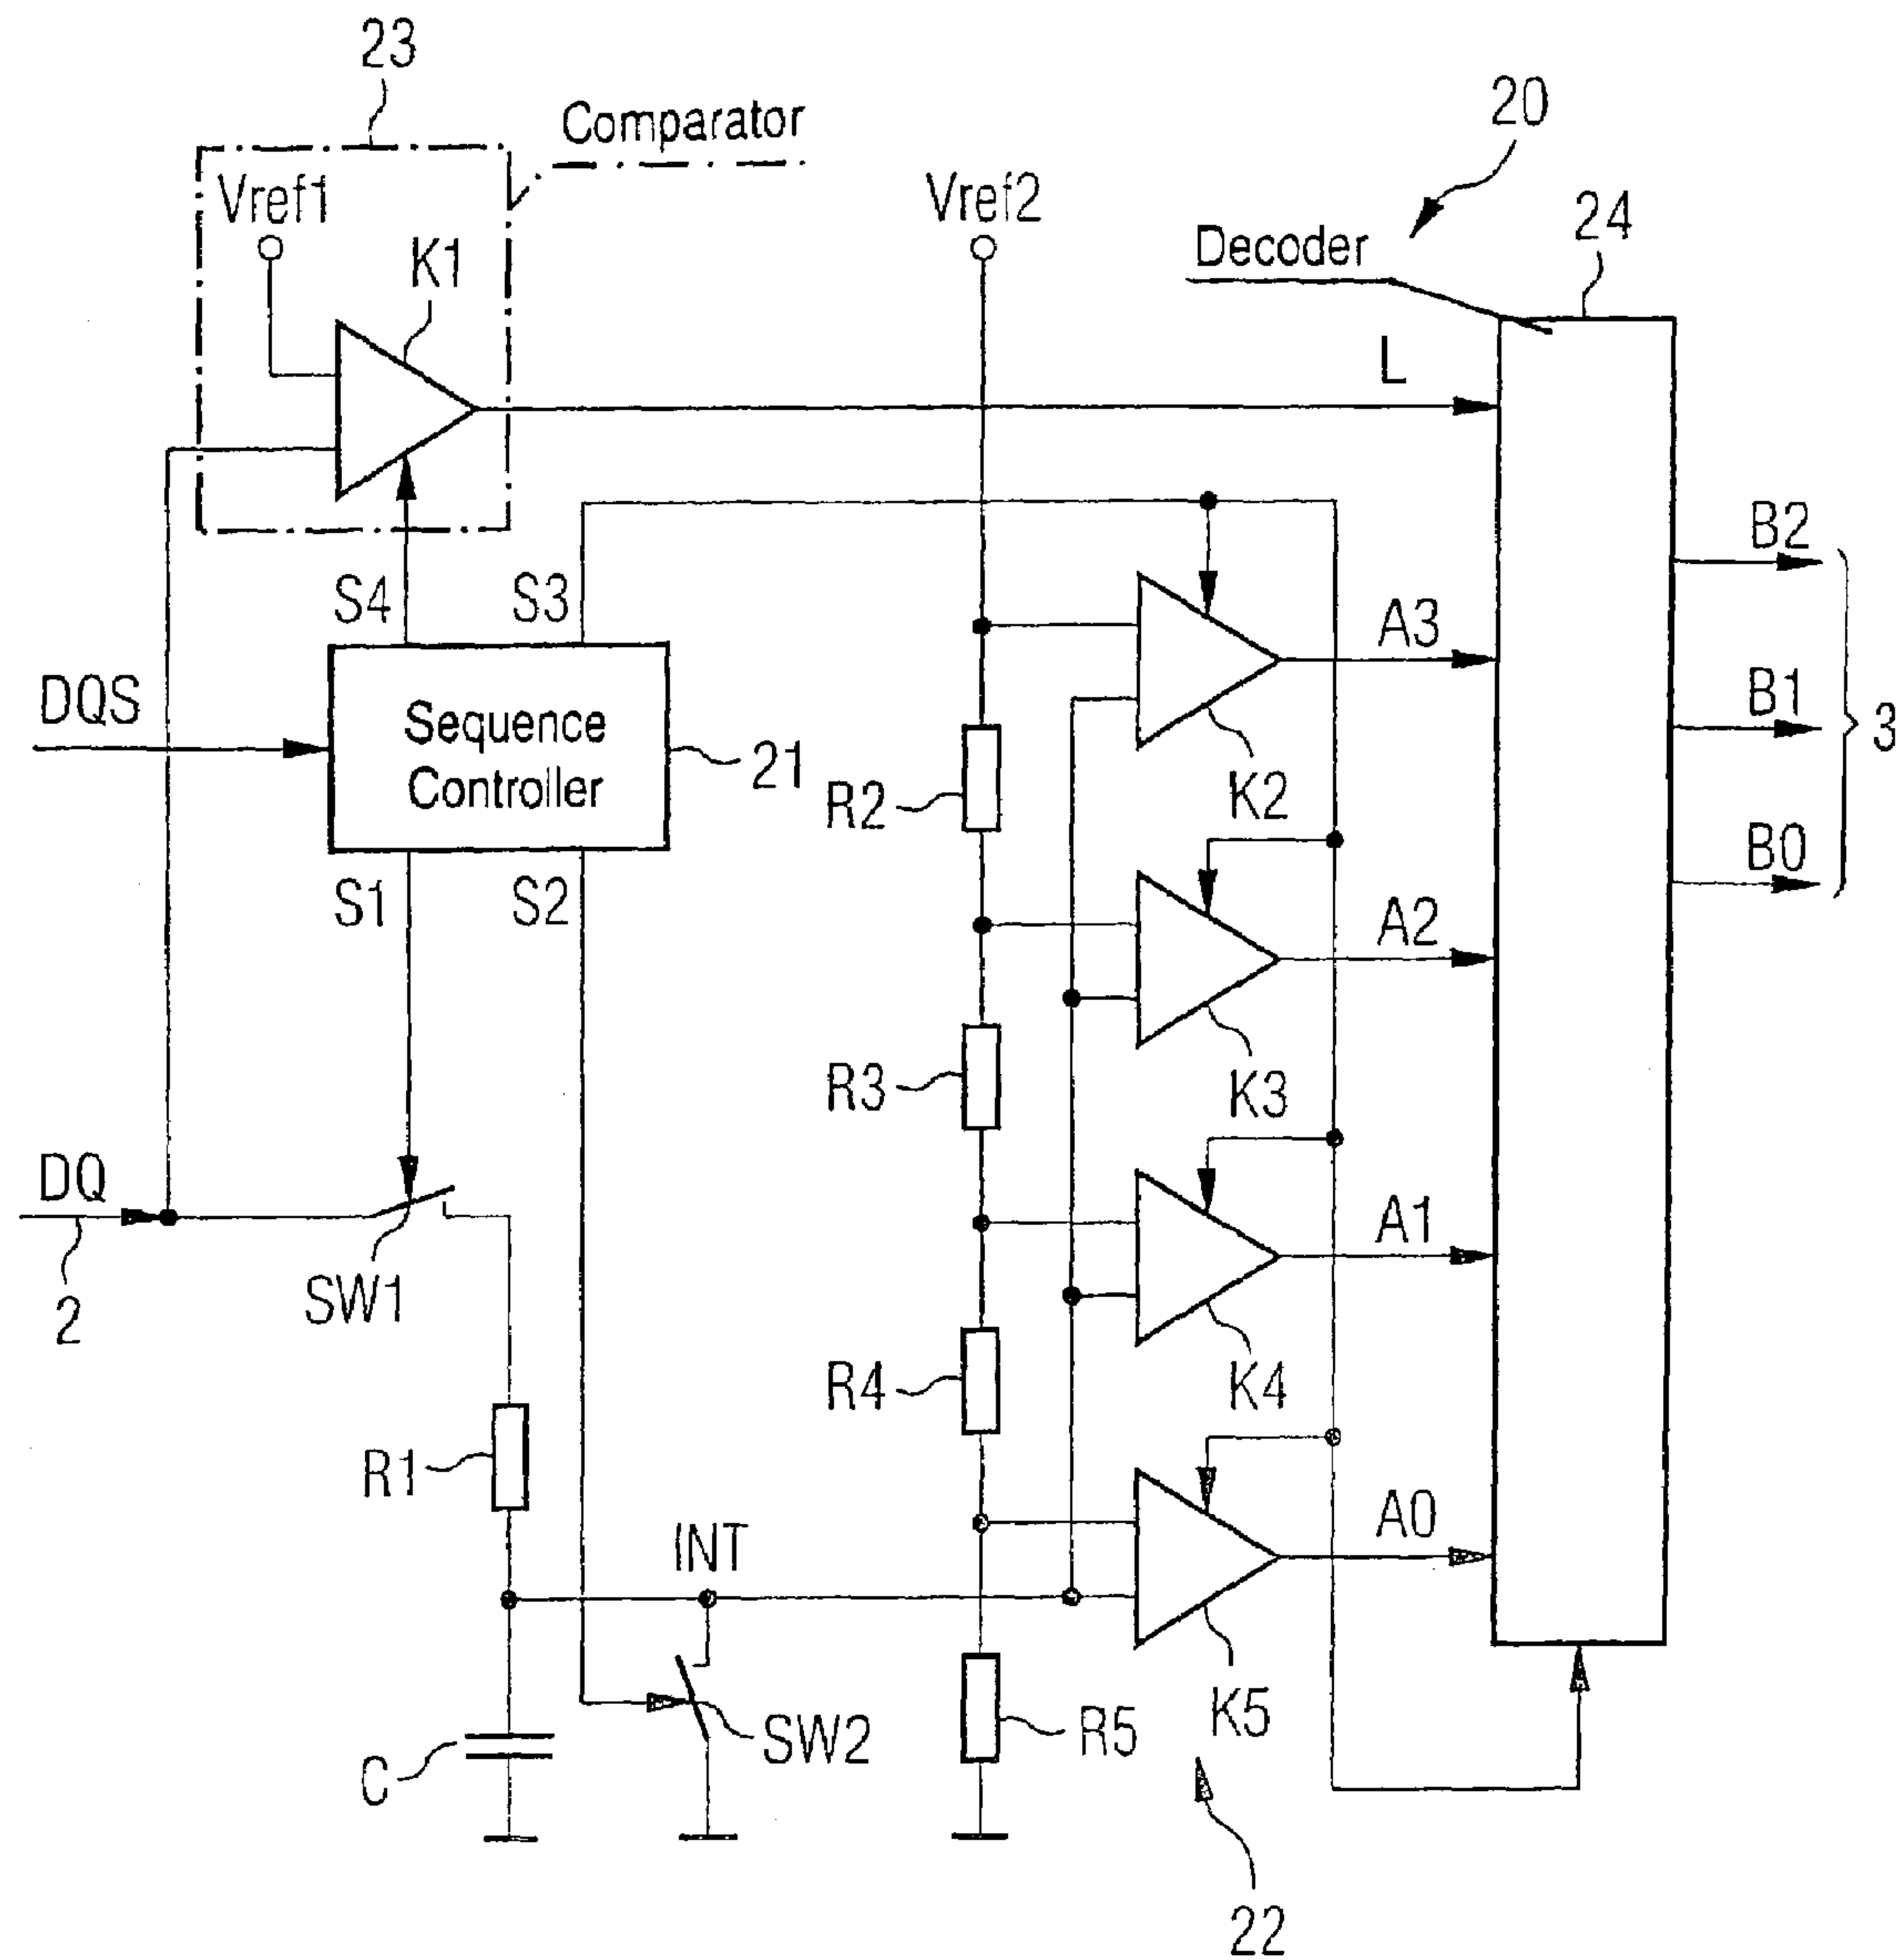 23
Comparator
20
Vref1
Vref2
24
K1
Decoder
L
B2
S4
S3
A3
DQS
Sequence
Controller
21
B1
3
R2
K2
B0
S1
S2
A2
R3
K3
DQ
2
SW1
A1
R4
K4
R1
INT
A0
C
SW2
R5
K5
22